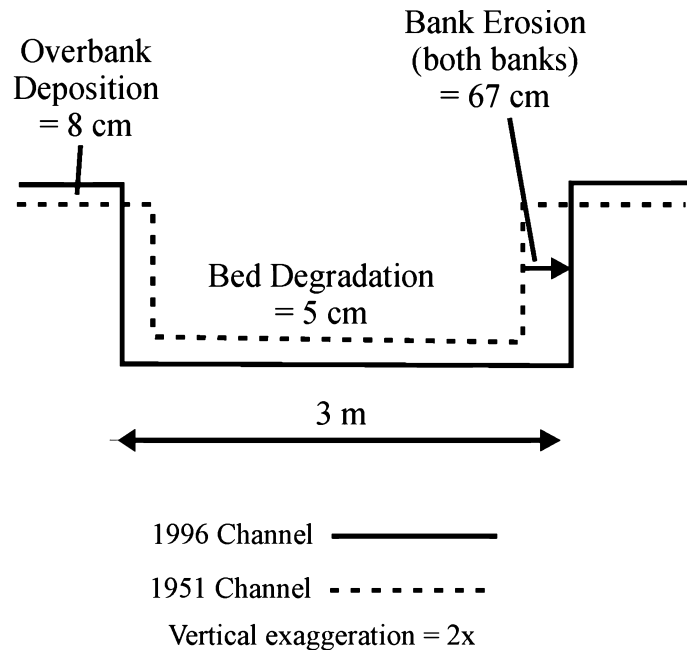 Overbank
Deposition
= 8 cm
Bank Erosion
(both banks)
= 67 cm
Bed Degradation
= 5 cm
3 m
1996 Channel
1951 Channel
Vertical exaggeration = 2x